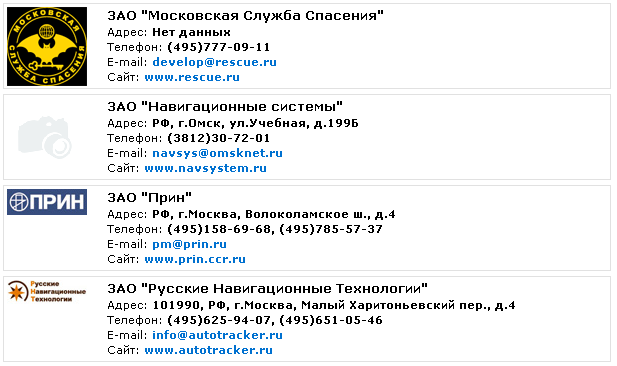 МОСКОВСКАЯ
СЛУЖБА СПАСЕНИЯ
ЗАО "Московская Служба Спасения"
Адрес: Нет данных
Телефон: (495)777-09-11
E-mail: develop@rescue.ru
Сайт: www.rescue.ru
ЗАО "Навигационные системы"
Адрес: РФ, г.Омск, ул.Учебная, д.199Б
Телефон: (3812)30-72-01
E-mail: navsys@omsknet.ru
Сайт: www.navsystem.ru
ПРИН
ЗАО "Прин"
Адрес: РФ, г.Москва, Волоколамское ш., д.4
Телефон: (495)158-69-68, (495)785-57-37
E-mail: pm@prin.ru
Сайт: www.prin.ccr.ru
Русские
Навигационные
Технологии
ЗАО "Русские Навигационные Технологии"
Адрес: 101990, РФ, г.Москва, Малый Харитоньевский пер., д.4
Телефон: (495)625-94-07, (495)651-05-46
E-mail: info@autotracker.ru
Сайт: www.autotracker.ru